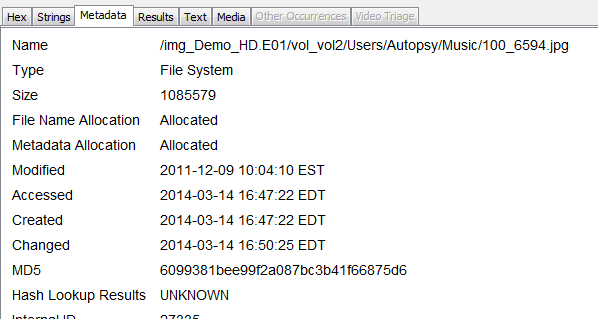 Hex Strings Metadata Results Text Media Other Occurrences Video Triage
Name /img_Demo_HD.E01/vol_vol2/Users/Autopsy/Music/100_6594.jpg
Type File System
Size 1085579
File Name Allocation Allocated
Metadata Allocation Allocated
Modified 2011-12-09 10:04:10 EST
Accessed 2014-03-14 16:47:22 EDT
Created 2014-03-14 16:47:22 EDT
Changed 2014-03-14 16:50:25 EDT
MD5 6099381bee99f2a087bc3b41f66875d6
Hash Lookup Results UNKNOWN